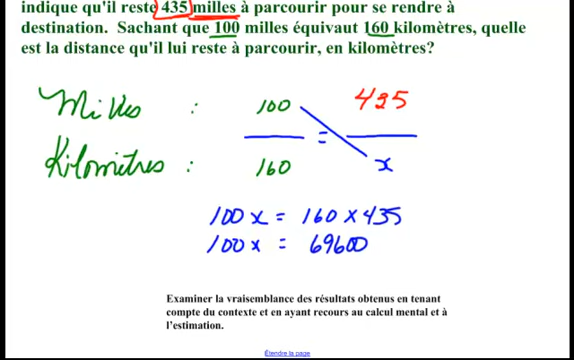 indique qu'il reste 435 milles à parcourir pour se rendre à
destination. Sachant que 100 milles équivaut 160 kilomètres, quelle
est la distance qu'il lui reste à parcourir, en kilomètres?
Milles : 100 = 435
Kilomètres : 160 x
100 x = 160 x 435
100 x = 69600
Examiner la vraisemblance des résultats obtenus en tenant
compte du contexte et en ayant recours au calcul mental et à
l'estimation.
Étendre la page